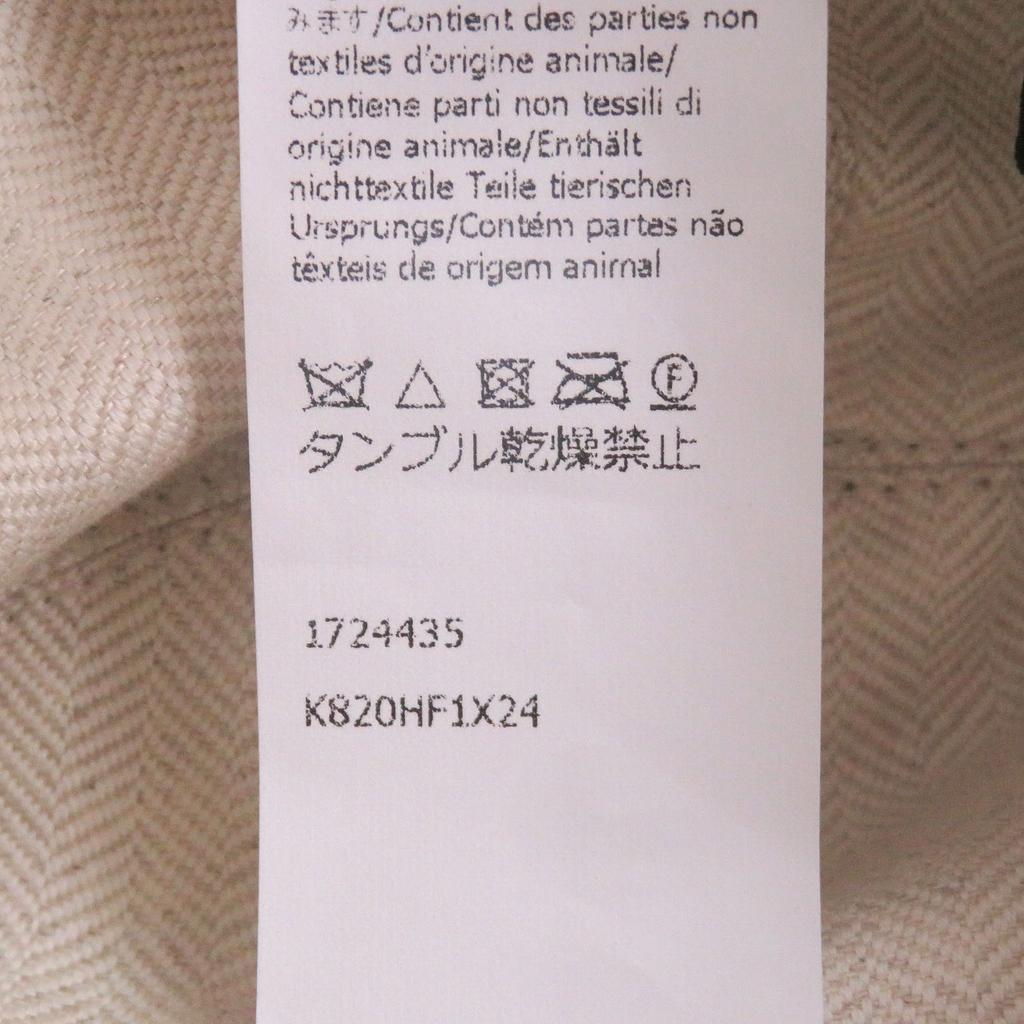 みます/Contient des parties non
textiles d'origine animale/
Contiene parti non tessili di
origine animale/Enthält
nichttextile Teile tierischen
Ursprungs/Contém partes não
têxteis de origem animal
F
タンブル乾燥禁止
1724435
K820HF1X24